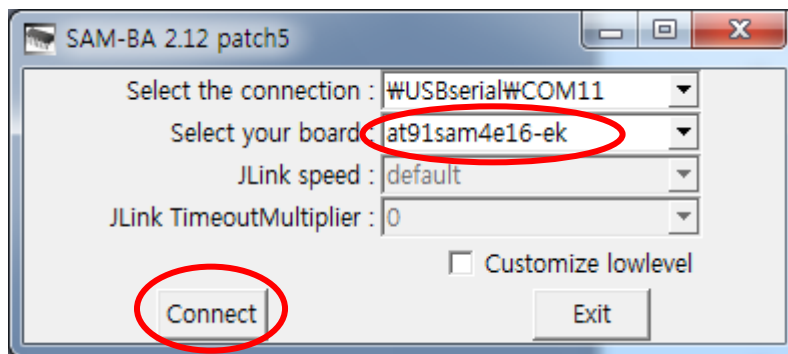 SAM-BA 2.12 patch5
Select the connection : ₩USBserial₩COM11
Select your board : at91sam4e16-ek
JLink speed : default
JLink TimeoutMultiplier : 0
Customize lowlevel
Connect Exit